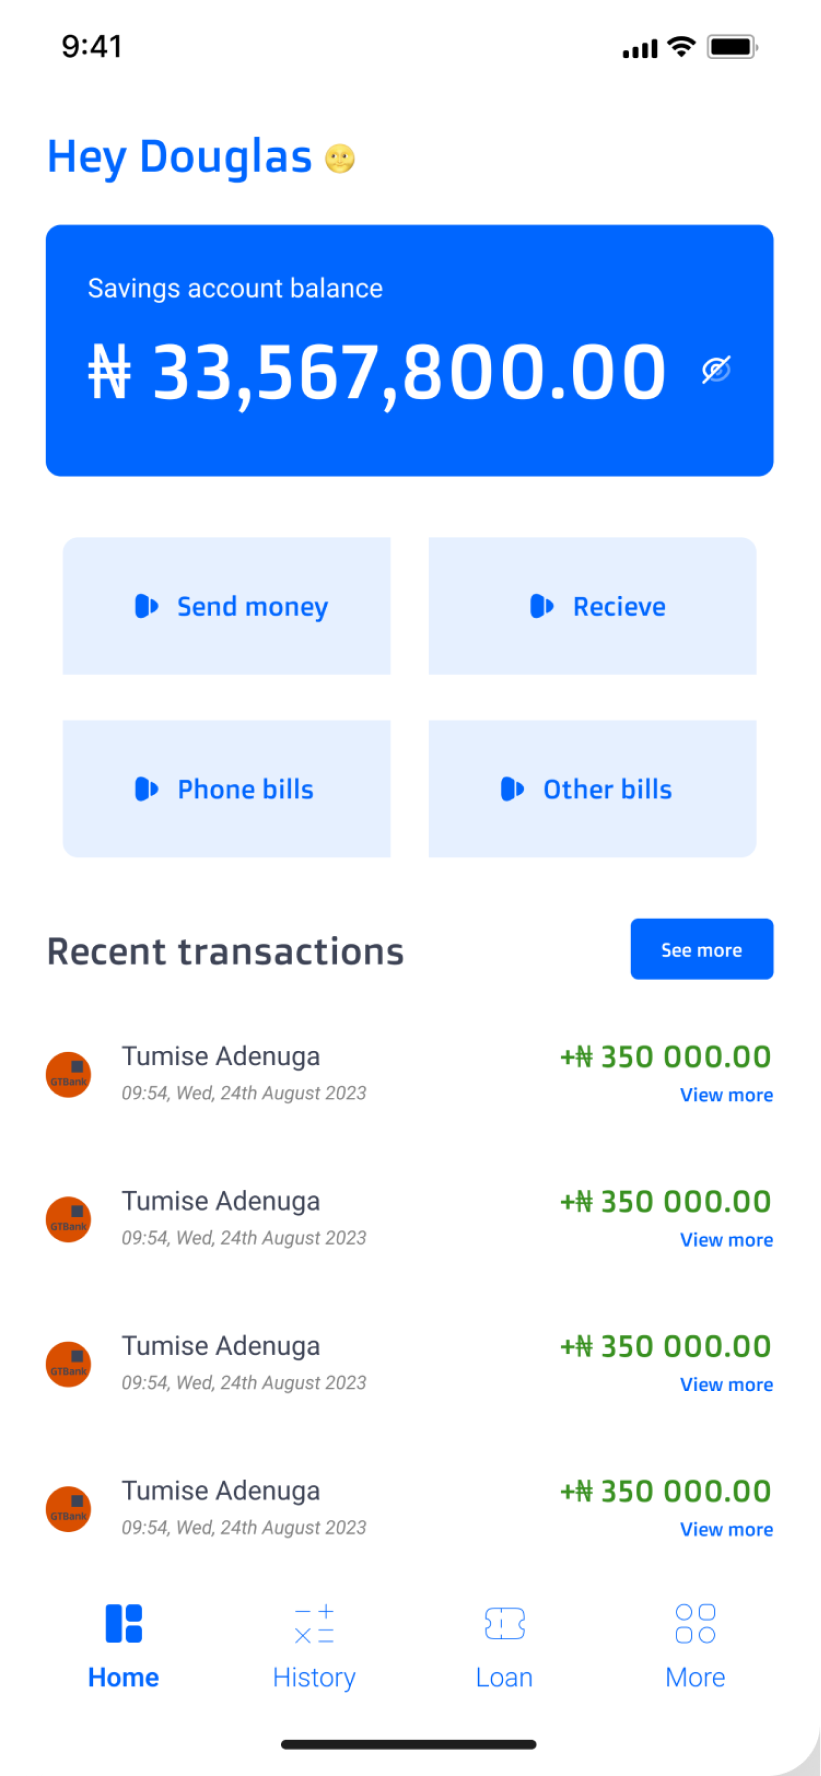 9:41
Hey Douglas 🌝
Savings account balance
₦ 33,567,800.00
Send money
Recieve
Phone bills
Other bills
Recent transactions
See more
Tumise Adenuga
+₦ 350 000.00
GTBank
09:54, Wed, 24th August 2023
View more
Tumise Adenuga
+₦ 350 000.00
GTBank
09:54, Wed, 24th August 2023
View more
Tumise Adenuga
+₦ 350 000.00
GTBank
09:54, Wed, 24th August 2023
View more
Tumise Adenuga
+₦ 350 000.00
GTBank
09:54, Wed, 24th August 2023
View more
Home
History
Loan
More